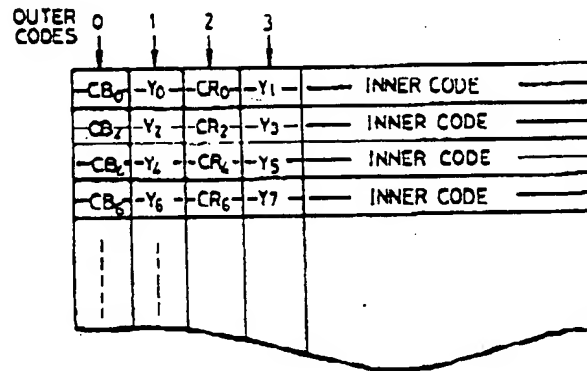 OUTER CODES 0 1 2 3
CB0 Y0 CR0 Y1 INNER CODE
CB2 Y2 CR2 Y3 INNER CODE
CB4 Y4 CR4 Y5 INNER CODE
CB6 Y6 CR6 Y7 INNER CODE